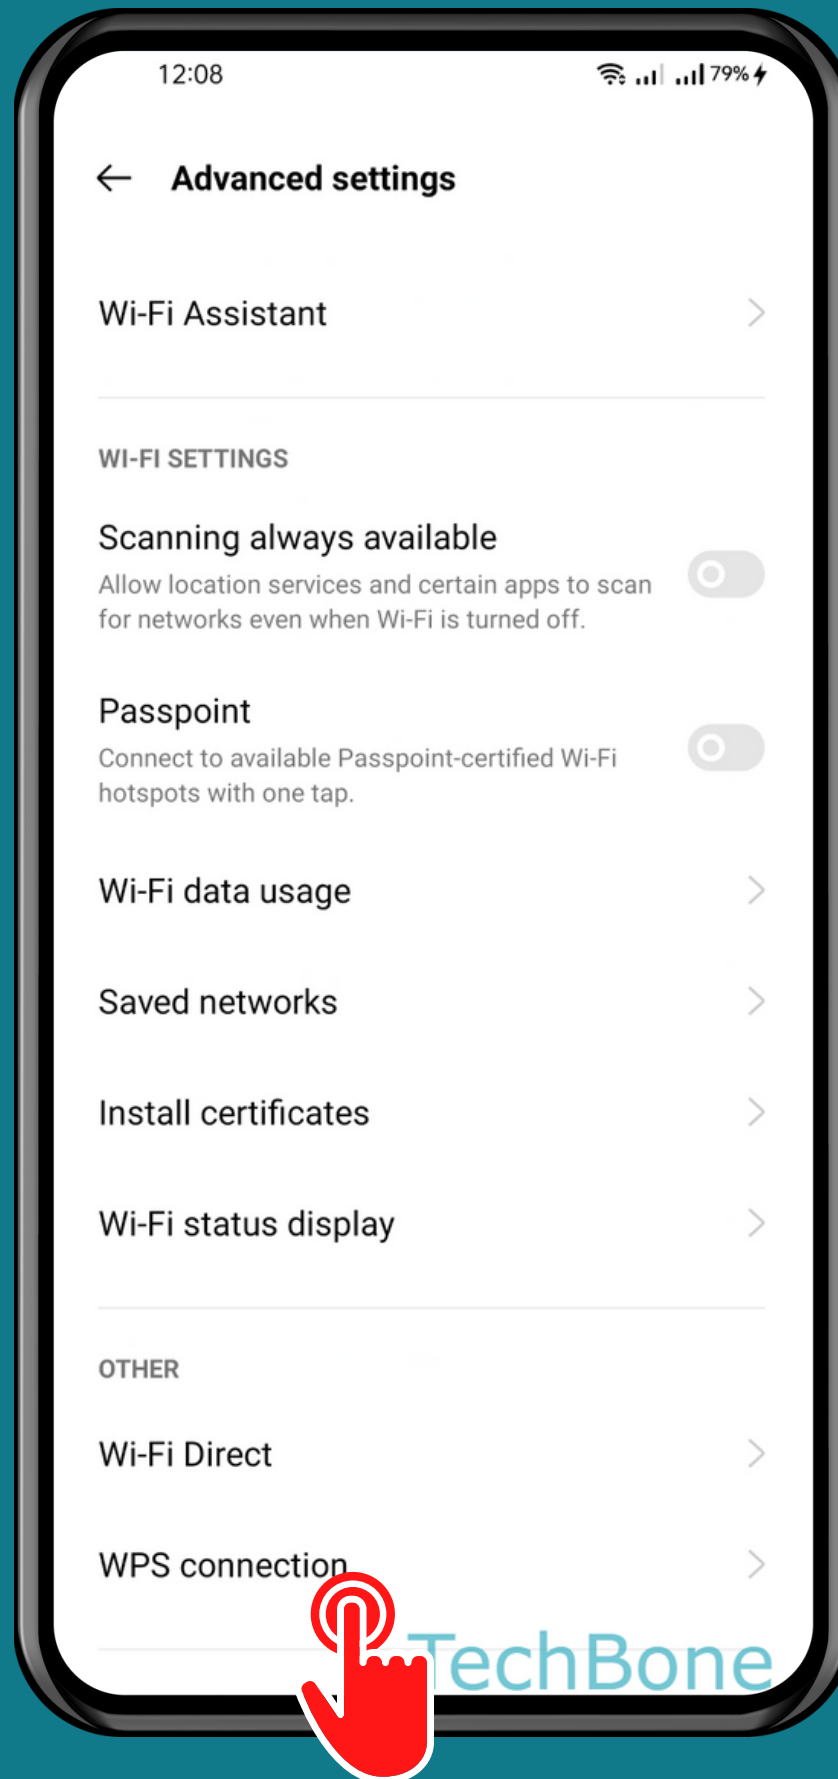 12:08
79%
Advanced settings
Wi-Fi Assistant
WI-FI SETTINGS
Scanning always available
Allow location services and certain apps to scan
for networks even when Wi-Fi is turned off.
Passpoint
Connect to available Passpoint-certified Wi-Fi
hotspots with one tap.
Wi-Fi data usage
Saved networks
Install certificates
Wi-Fi status display
OTHER
Wi-Fi Direct
WPS connection
TechBone